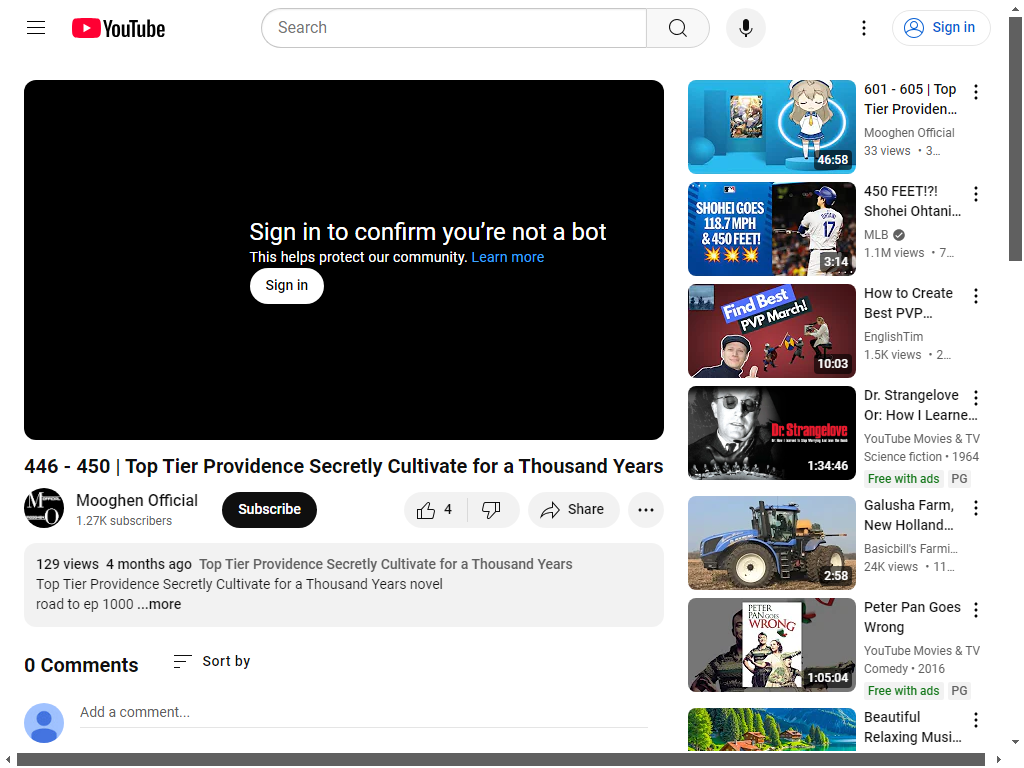 YouTube
Search
Sign in
Sign in to confirm you're not a bot
This helps protect our community. Learn more
Sign in
446 - 450 | Top Tier Providence Secretly Cultivate for a Thousand Years
Mooghen Official
1.27K subscribers
Subscribe
4
Share
129 views 4 months ago Top Tier Providence Secretly Cultivate for a Thousand Years
Top Tier Providence Secretly Cultivate for a Thousand Years novel
road to ep 1000 ...more
0 Comments
Sort by
Add a comment...
46:58
601 - 605 | Top
Tier Providen...
Mooghen Official
33 views • 3...
MLB
SHOHEI GOES
118.7 MPH
& 450 FEET!
17
3:14
450 FEET!?!
Shohei Ohtani...
MLB
1.1M views • 7...
Find Best
PVP March!
10:03
How to Create
Best PVP...
EnglishTim
1.5K views • 2...
Dr. Strangelove
1:34:46
Dr. Strangelove
Or: How I Learne...
YouTube Movies & TV
Science fiction • 1964
Free with ads PG
2:58
Galusha Farm,
New Holland...
Basicbill's Farmi...
24K views • 11...
PETER
PAN GOES
WRONG
1:05:04
Peter Pan Goes
Wrong
YouTube Movies & TV
Comedy • 2016
Free with ads PG
Beautiful
Relaxing Musi...